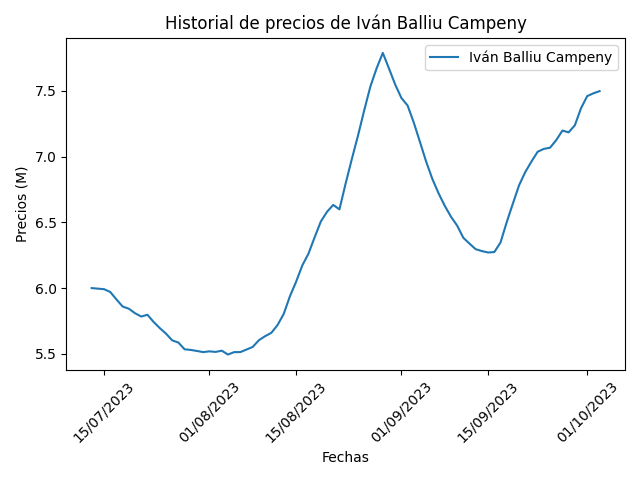 Historial de precios de Iván Balliu Campeny
Iván Balliu Campeny
Precios (M)
7.5
7.0
6.5
6.0
5.5
15/07/2023
01/08/2023
15/08/2023
01/09/2023
15/09/2023
01/10/2023
Fechas